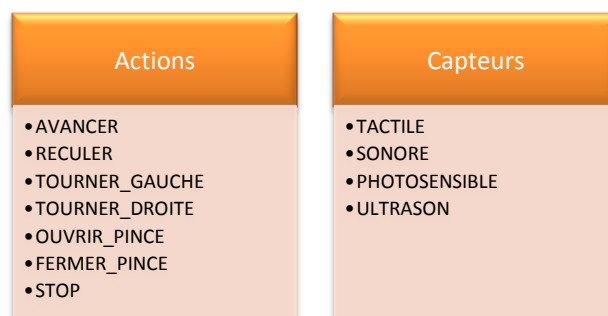 Actions
•AVANCER
•RECULER
•TOURNER_GAUCHE
•TOURNER_DROITE
•OUVRIR_PINCE
•FERMER_PINCE
•STOP
Capteurs
•TACTILE
•SONORE
•PHOTOSENSIBLE
•ULTRASON